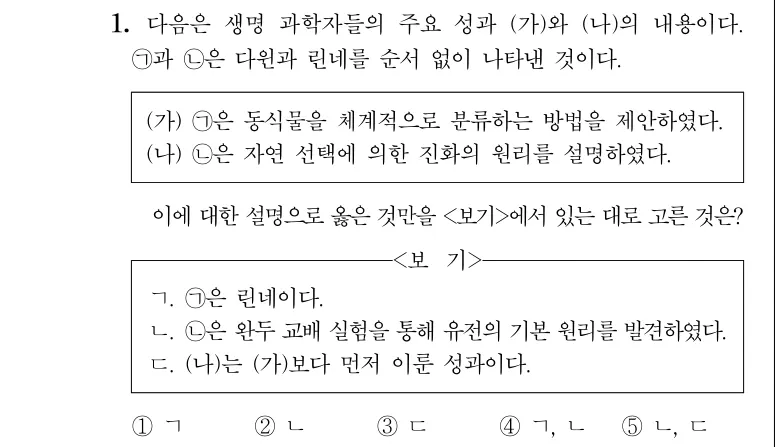 1. 다음은 생명 과학자들의 주요 성과 (가)와 (나)의 내용이다.
㉠과 ㉡은 다윈과 린네를 순서 없이 나타낸 것이다.
(가) ㉠은 동식물을 체계적으로 분류하는 방법을 제안하였다.
(나) ㉡은 자연 선택에 의한 진화의 원리를 설명하였다.
이에 대한 설명으로 옳은 것만을 <보기>에서 있는 대로 고른 것은?
<보 기>
ㄱ. ㉠은 린네이다.
ㄴ. ㉡은 완두 교배 실험을 통해 유전의 기본 원리를 발견하였다.
ㄷ. (나)는 (가)보다 먼저 이룬 성과이다.
① ㄱ ② ㄴ ③ ㄷ ④ ㄱ, ㄴ ⑤ ㄴ, ㄷ